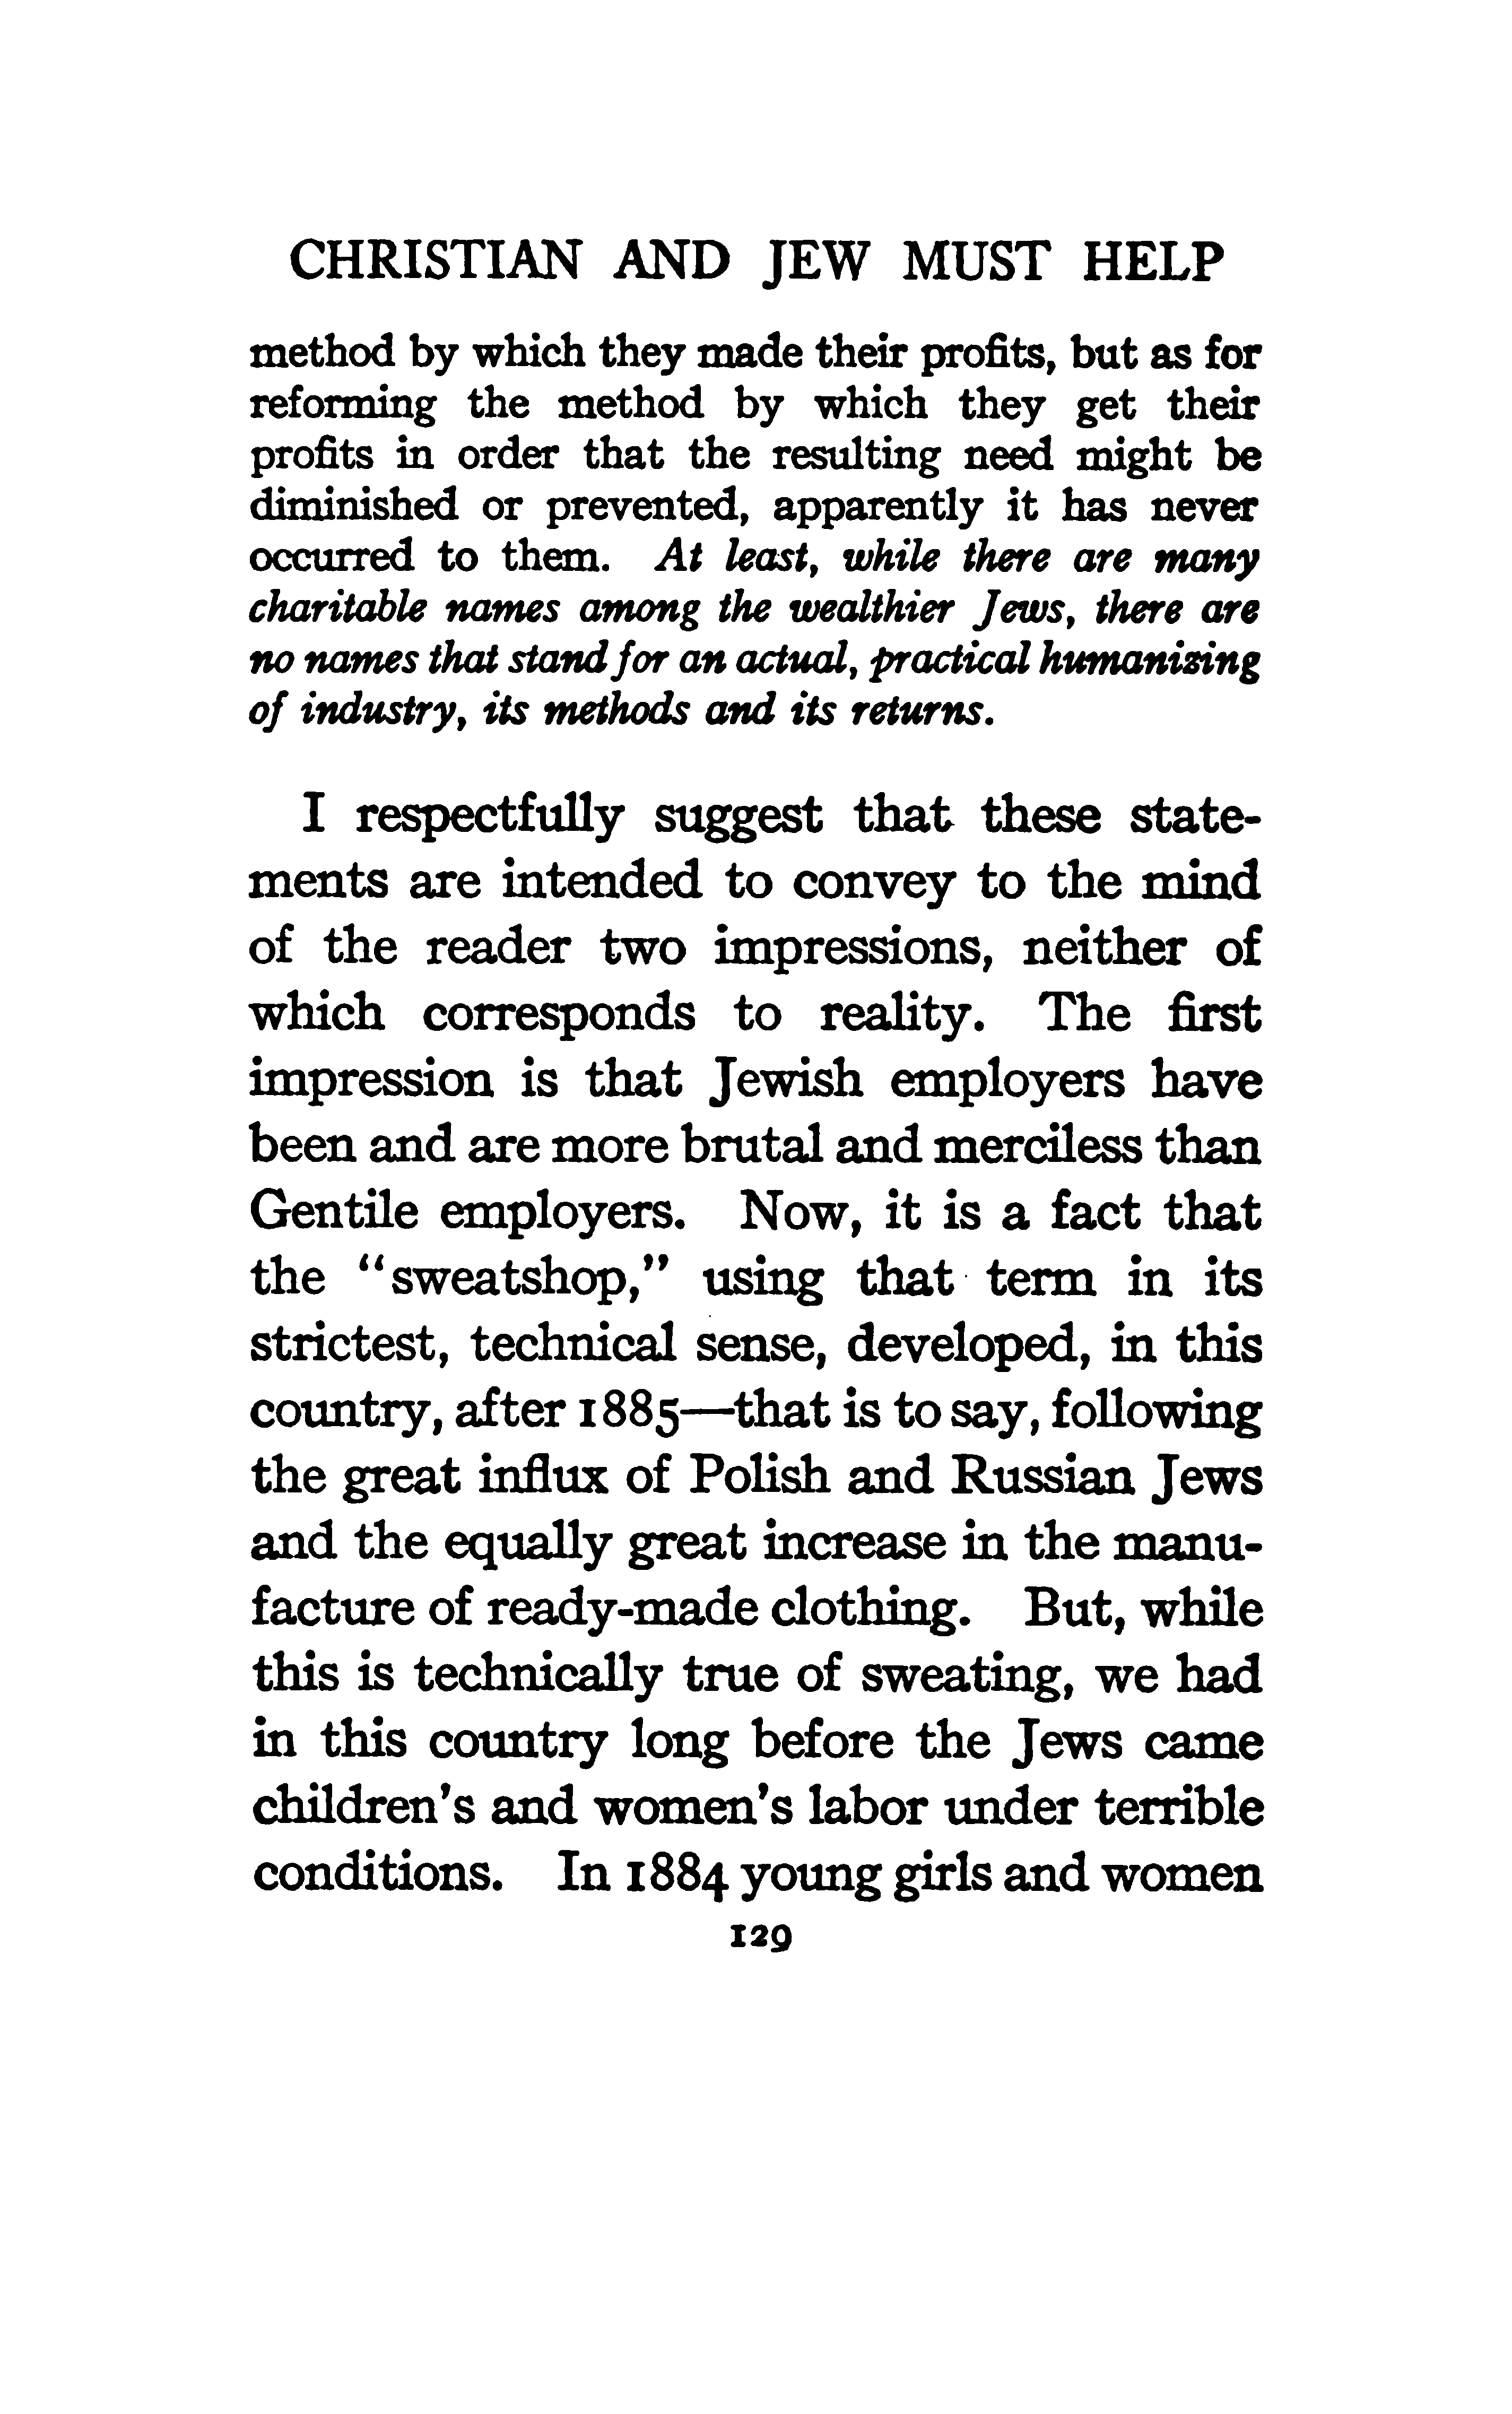 CHRISTIAN AND JEW MUST HELP
method by which they made their profits, but as for
reforming the method by which they get their
profits in order that the resulting need might be
diminished or prevented, apparently it has never
occurred to them. At least, while there are many
charitable names among the wealthier Jews, there are
no names that stand for an actual, practical humanizing
of industry, its methods and its returns.
I respectfully suggest that these state-
ments are intended to convey to the mind
of the reader two impressions, neither of
which corresponds to reality. The first
impression is that Jewish employers have
been and are more brutal and merciless than
Gentile employers. Now, it is a fact that
the "sweatshop," using that term in its
strictest, technical sense, developed, in this
country, after 1885—that is to say, following
the great influx of Polish and Russian Jews
and the equally great increase in the manu-
facture of ready-made clothing. But, while
this is technically true of sweating, we had
in this country long before the Jews came
children's and women's labor under terrible
conditions. In 1884 young girls and women
129